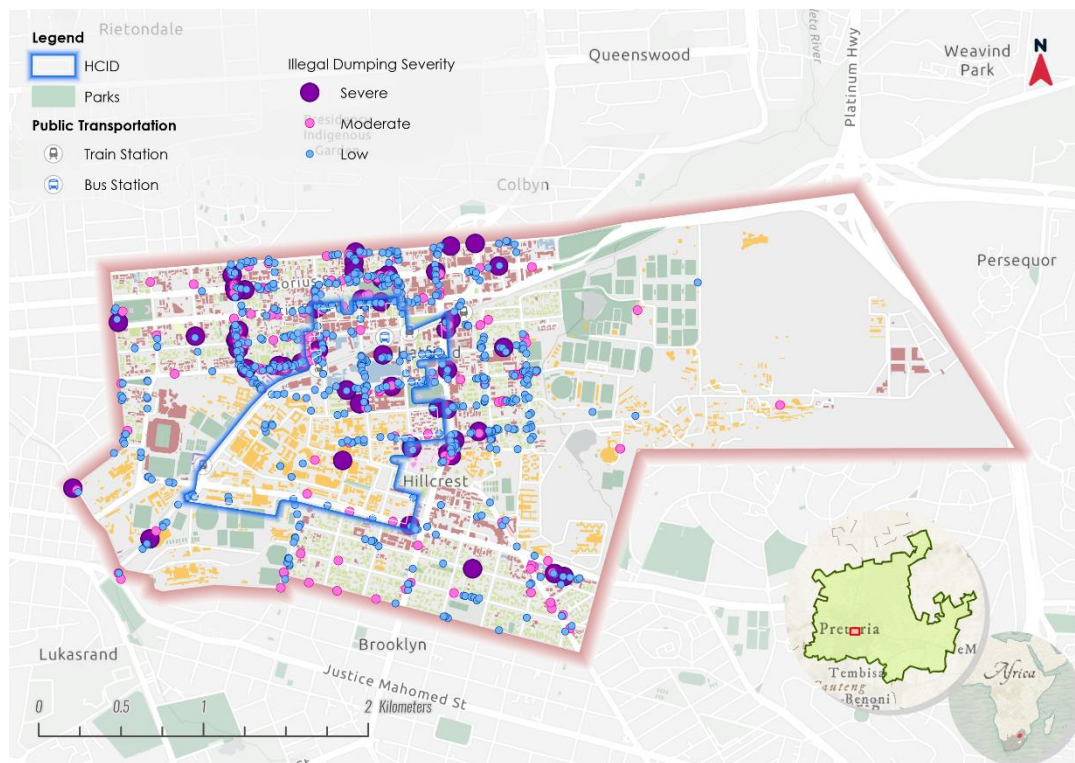 Legend
HCID
Parks
Public Transportation
Train Station
Bus Station
Illegal Dumping Severity
Severe
Moderate
Low
Rietondale
Garden
Queenswood
Platinum Hwy
Weavind
Park
N
Colbyn
Persequor
Hillcrest
Brooklyn
Lukasrand
Justice Mahomed St
0 0.5 1 2 Kilometers
Pretoria
Tembisa
Benoni
Africa